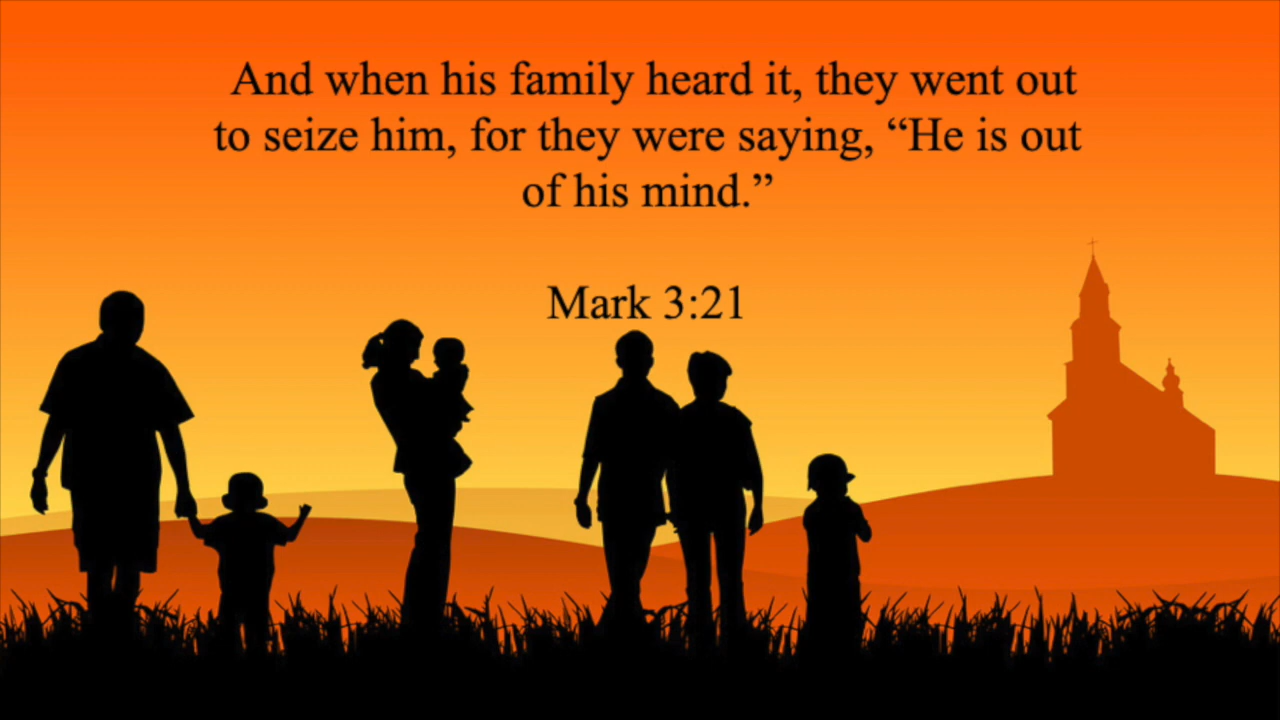 And when his family heard it, they went out
to seize him, for they were saying, “He is out
of his mind.”
Mark 3:21